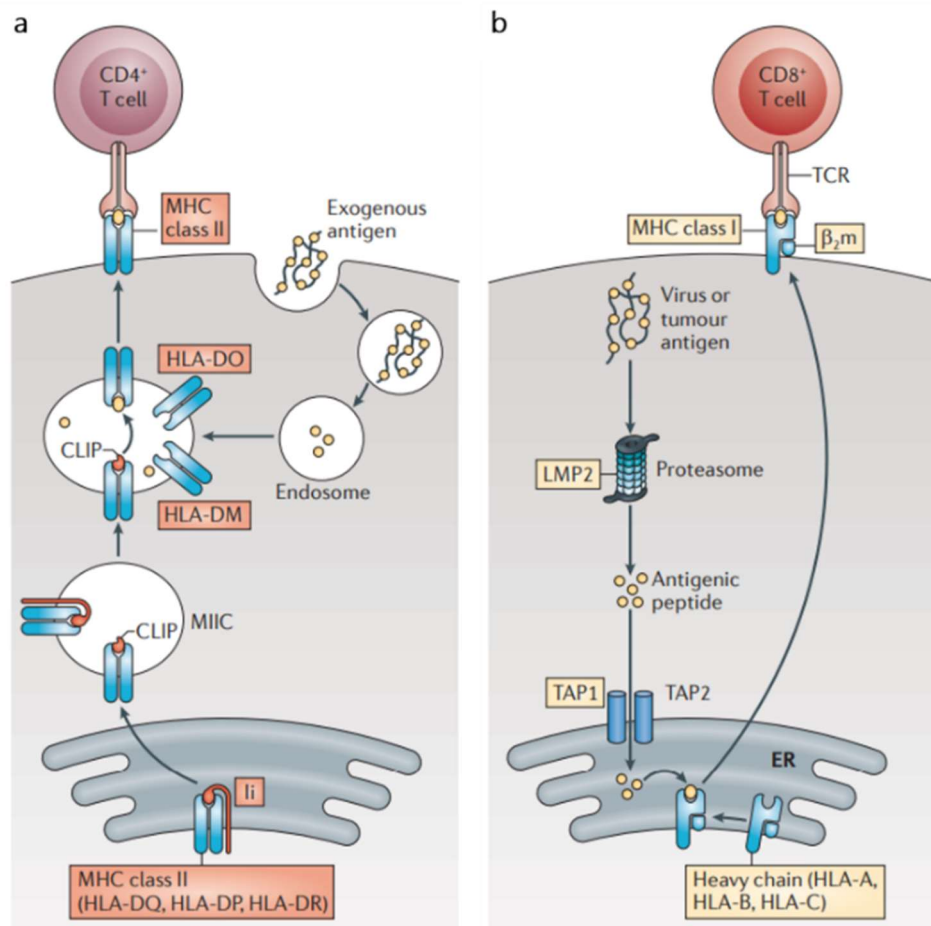 a
CD4⁺
T cell
MHC
class II
Exogenous
antigen
HLA-DO
CLIP
Endosome
HLA-DM
MIIC
CLIP
Ii
MHC class II
(HLA-DQ, HLA-DP, HLA-DR)
b
CD8⁺
T cell
TCR
MHC class I
β₂m
Virus or
tumour
antigen
LMP2
Proteasome
Antigenic
peptide
TAP1
TAP2
ER
Heavy chain (HLA-A,
HLA-B, HLA-C)